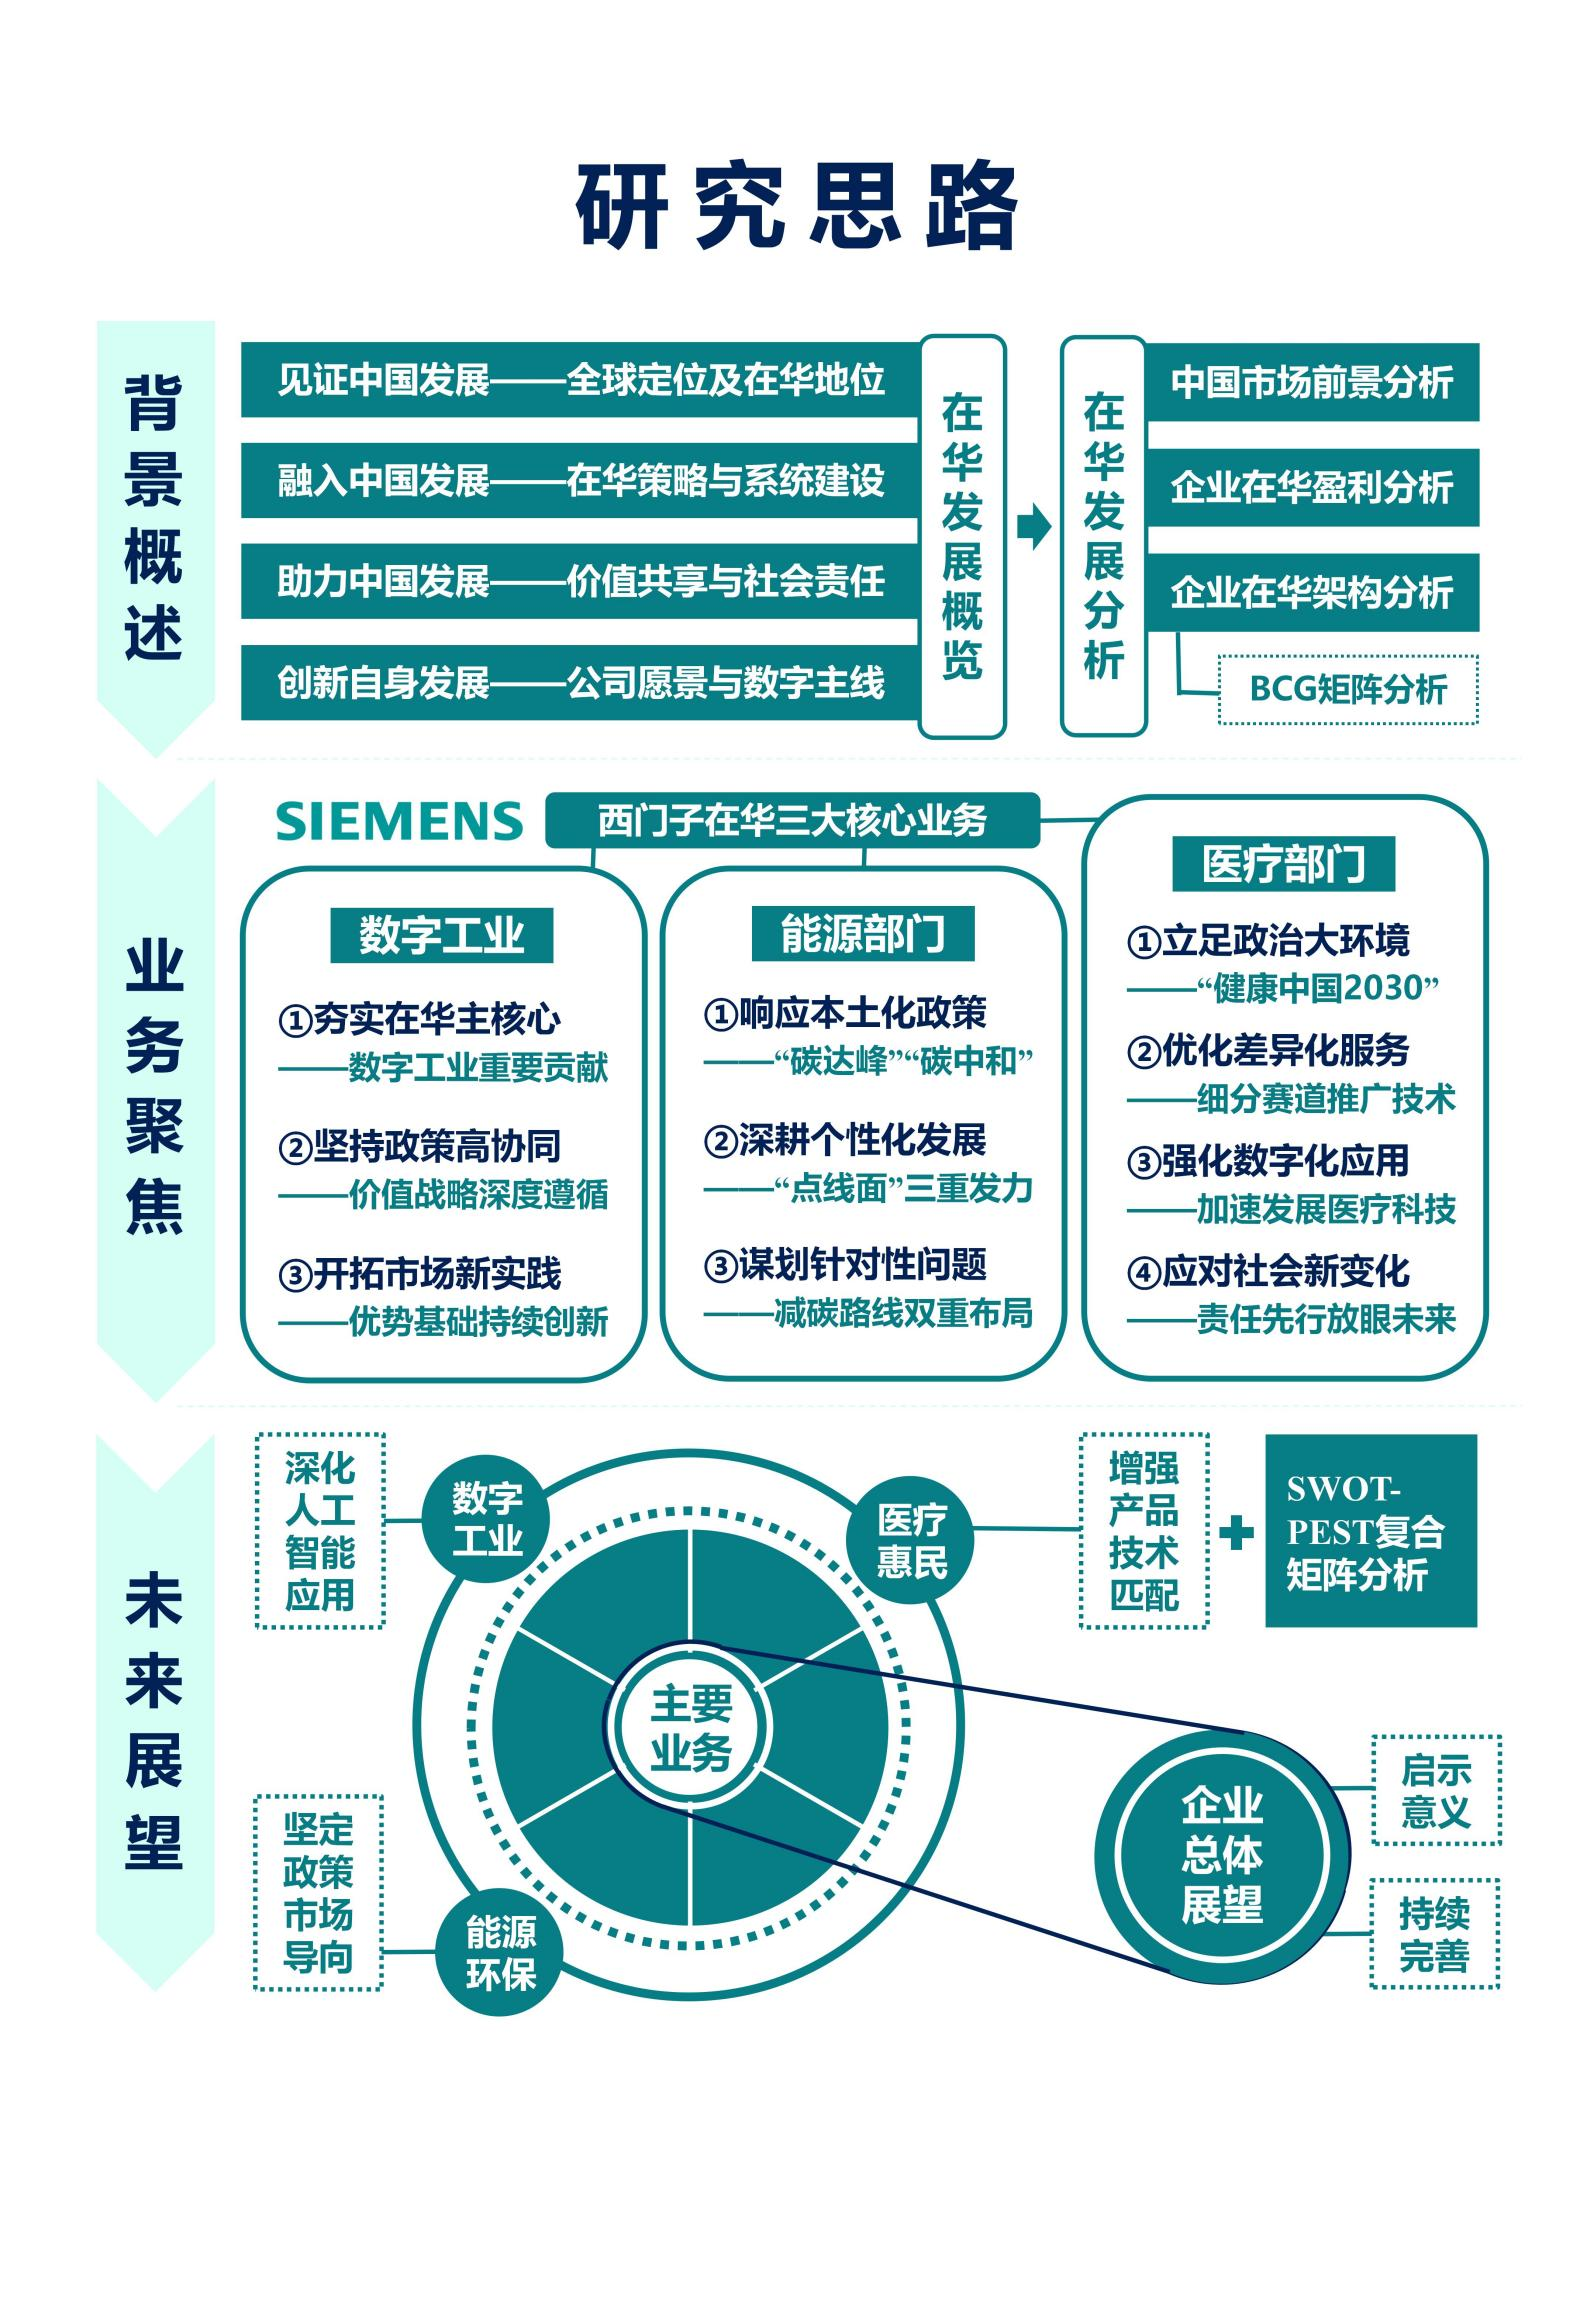 研究思路
背景概述
见证中国发展——全球定位及在华地位
融入中国发展——在华策略与系统建设
助力中国发展——价值共享与社会责任
创新自身发展——公司愿景与数字主线
在华发展概览
在华发展分析
中国市场前景分析
企业在华盈利分析
企业在华架构分析
BCG矩阵分析
业务聚焦
SIEMENS
西门子在华三大核心业务
数字工业
①夯实在华主核心
——数字工业重要贡献
②坚持政策高协同
——价值战略深度遵循
③开拓市场新实践
——优势基础持续创新
能源部门
①响应本土化政策
——“碳达峰”“碳中和”
②深耕个性化发展
——“点线面”三重发力
③谋划针对性问题
——减碳路线双重布局
医疗部门
①立足政治大环境
——“健康中国2030”
②优化差异化服务
——细分赛道推广技术
③强化数字化应用
——加速发展医疗科技
④应对社会新变化
——责任先行放眼未来
未来展望
深化
人工
智能
应用
数字
工业
医疗
惠民
增强
产品
技术
匹配
SWOT-
PEST复合
矩阵分析
主要
业务
坚定
政策
市场
导向
能源
环保
企业
总体
展望
启示
意义
持续
完善